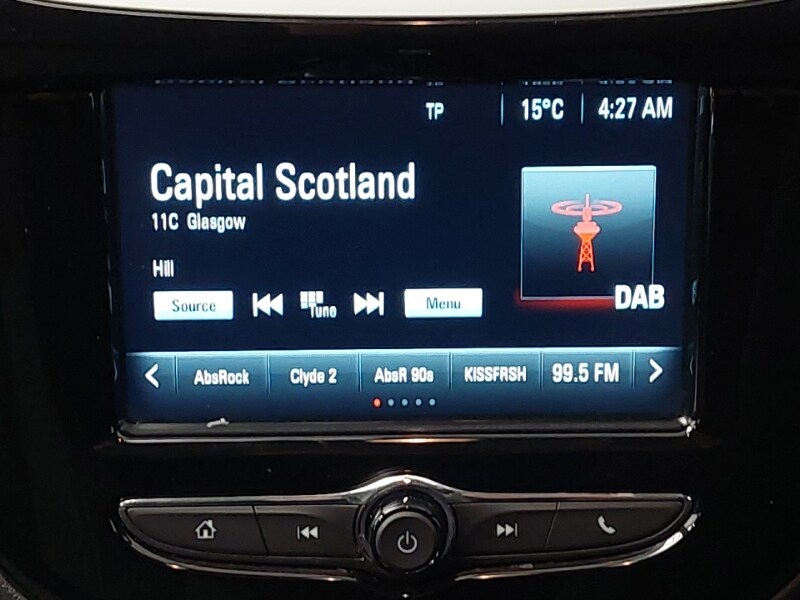 TP 15°C 4:27 AM
Capital Scotland
11C Glasgow
Hill
Source Tune Menu
DAB
AbsRock Clyde 2 AbsR 90s KISSFRSH 99.5 FM